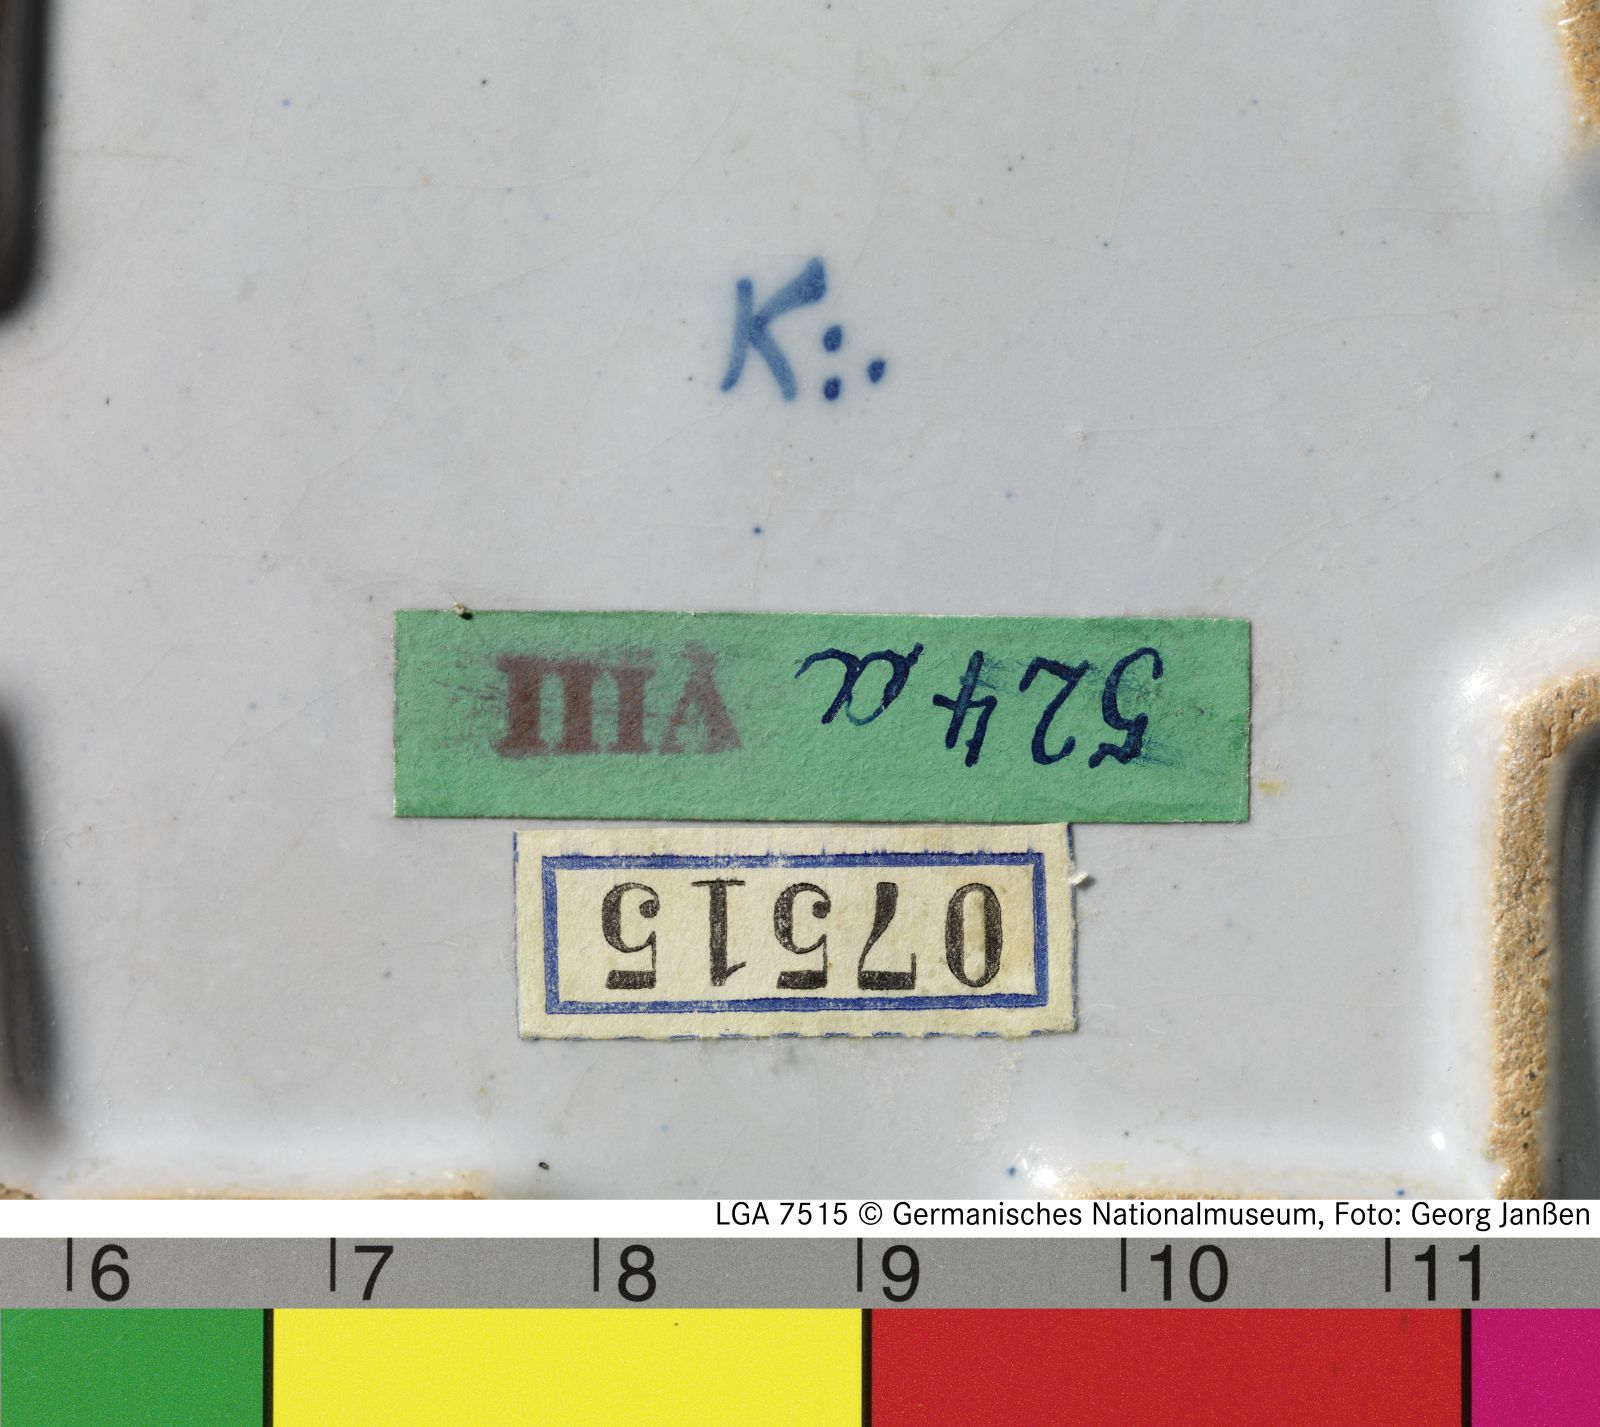 K:.
524a VIII
07515
LGA 7515 © Germanisches Nationalmuseum, Foto: Georg Janßen
6 7 8 9 10 11